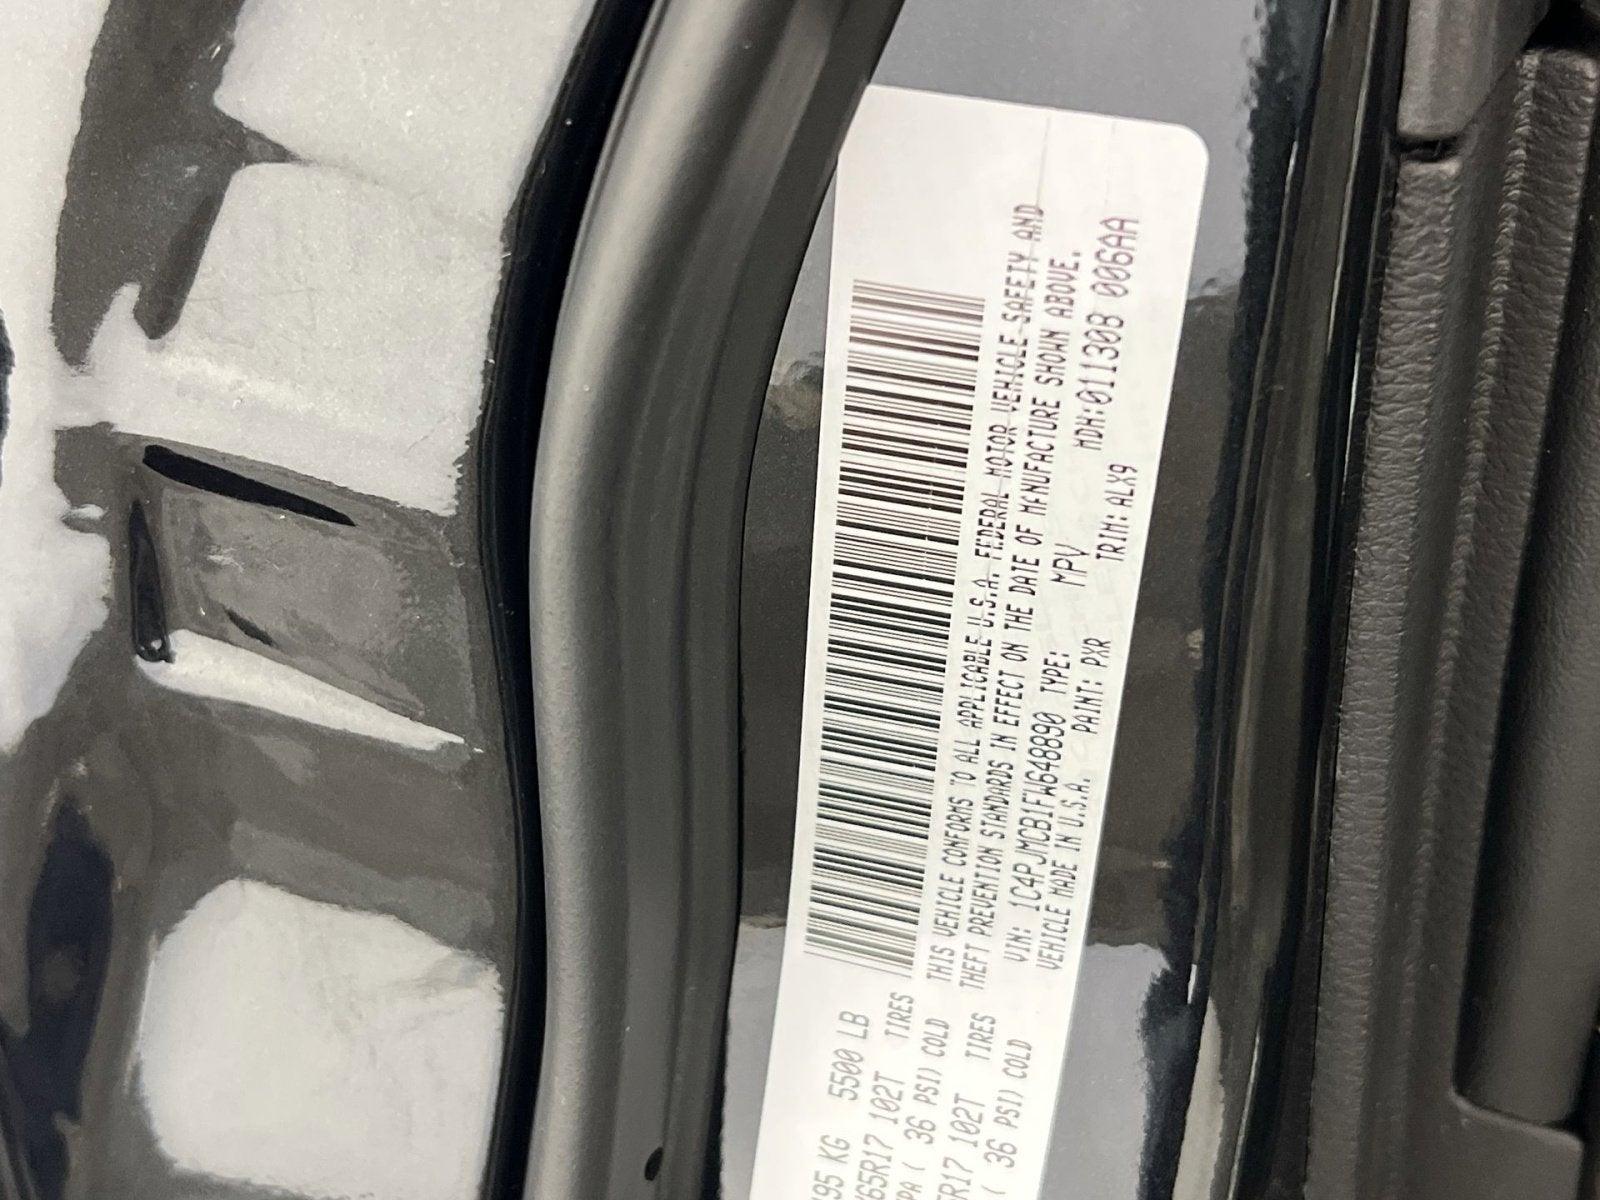 495 KG 5500 LB
65R17 102T TIRES
PA ( 36 PSI) COLD
R17 102T TIRES
( 36 PSI) COLD
THIS VEHICLE CONFORMS TO ALL APPLICABLE U.S.A. FEDERAL MOTOR VEHICLE SAFETY AND
THEFT PREVENTION STANDARDS IN EFFECT ON THE DATE OF MANUFACTURE SHOWN ABOVE.
VIN: 1C4PJMCB1FW648890 TYPE: MPV MDH:011308 006AA
VEHICLE MADE IN U.S.A. PAINT: PXR TRIM: ALX9